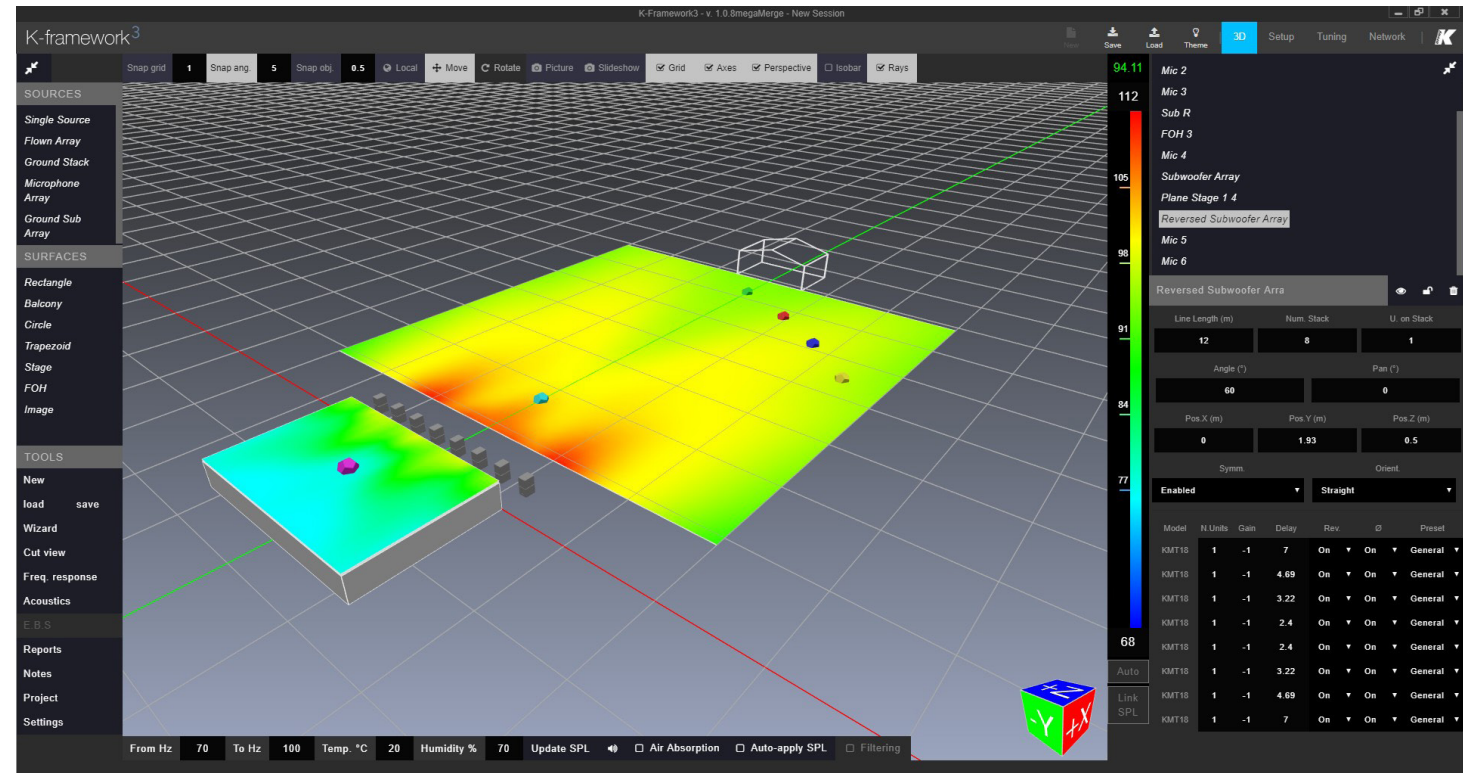 K-Framework3 - v. 1.0.8megaMerge - New Session
K-framework3
New
Save
Load
Theme
3D
Setup
Tuning
Network
K
Snap grid 1 Snap ang. 5 Snap obj. 0.5 Local Move Rotate Picture Slideshow Grid Axes Perspective Isobar Rays
SOURCES
Single Source
Flown Array
Ground Stack
Microphone
Array
Ground Sub
Array
SURFACES
Rectangle
Balcony
Circle
Trapezoid
Stage
FOH
Image
TOOLS
New
load save
Wizard
Cut view
Freq. response
Acoustics
E.B.S
Reports
Notes
Project
Settings
+Z
-Y
+X
From Hz 70 To Hz 100 Temp. °C 20 Humidity % 70 Update SPL Air Absorption Auto-apply SPL Filtering
94.11
112
105
98
91
84
77
68
Auto
Link
SPL
Mic 2
Mic 3
Sub R
FOH 3
Mic 4
Subwoofer Array
Plane Stage 1 4
Reversed Subwoofer Array
Mic 5
Mic 6
Reversed Subwoofer Arra
Line Length (m) Num. Stack U. on Stack
12 8 1
Angle (°) Pan (°)
60 0
Pos.X (m) Pos.Y (m) Pos.Z (m)
0 1.93 0.5
Symm. Orient.
Enabled Straight
Model N.Units Gain Delay Rev. Ø Preset
KMT18 1 -1 7 On On General
KMT18 1 -1 4.69 On On General
KMT18 1 -1 3.22 On On General
KMT18 1 -1 2.4 On On General
KMT18 1 -1 2.4 On On General
KMT18 1 -1 3.22 On On General
KMT18 1 -1 4.69 On On General
KMT18 1 -1 7 On On General